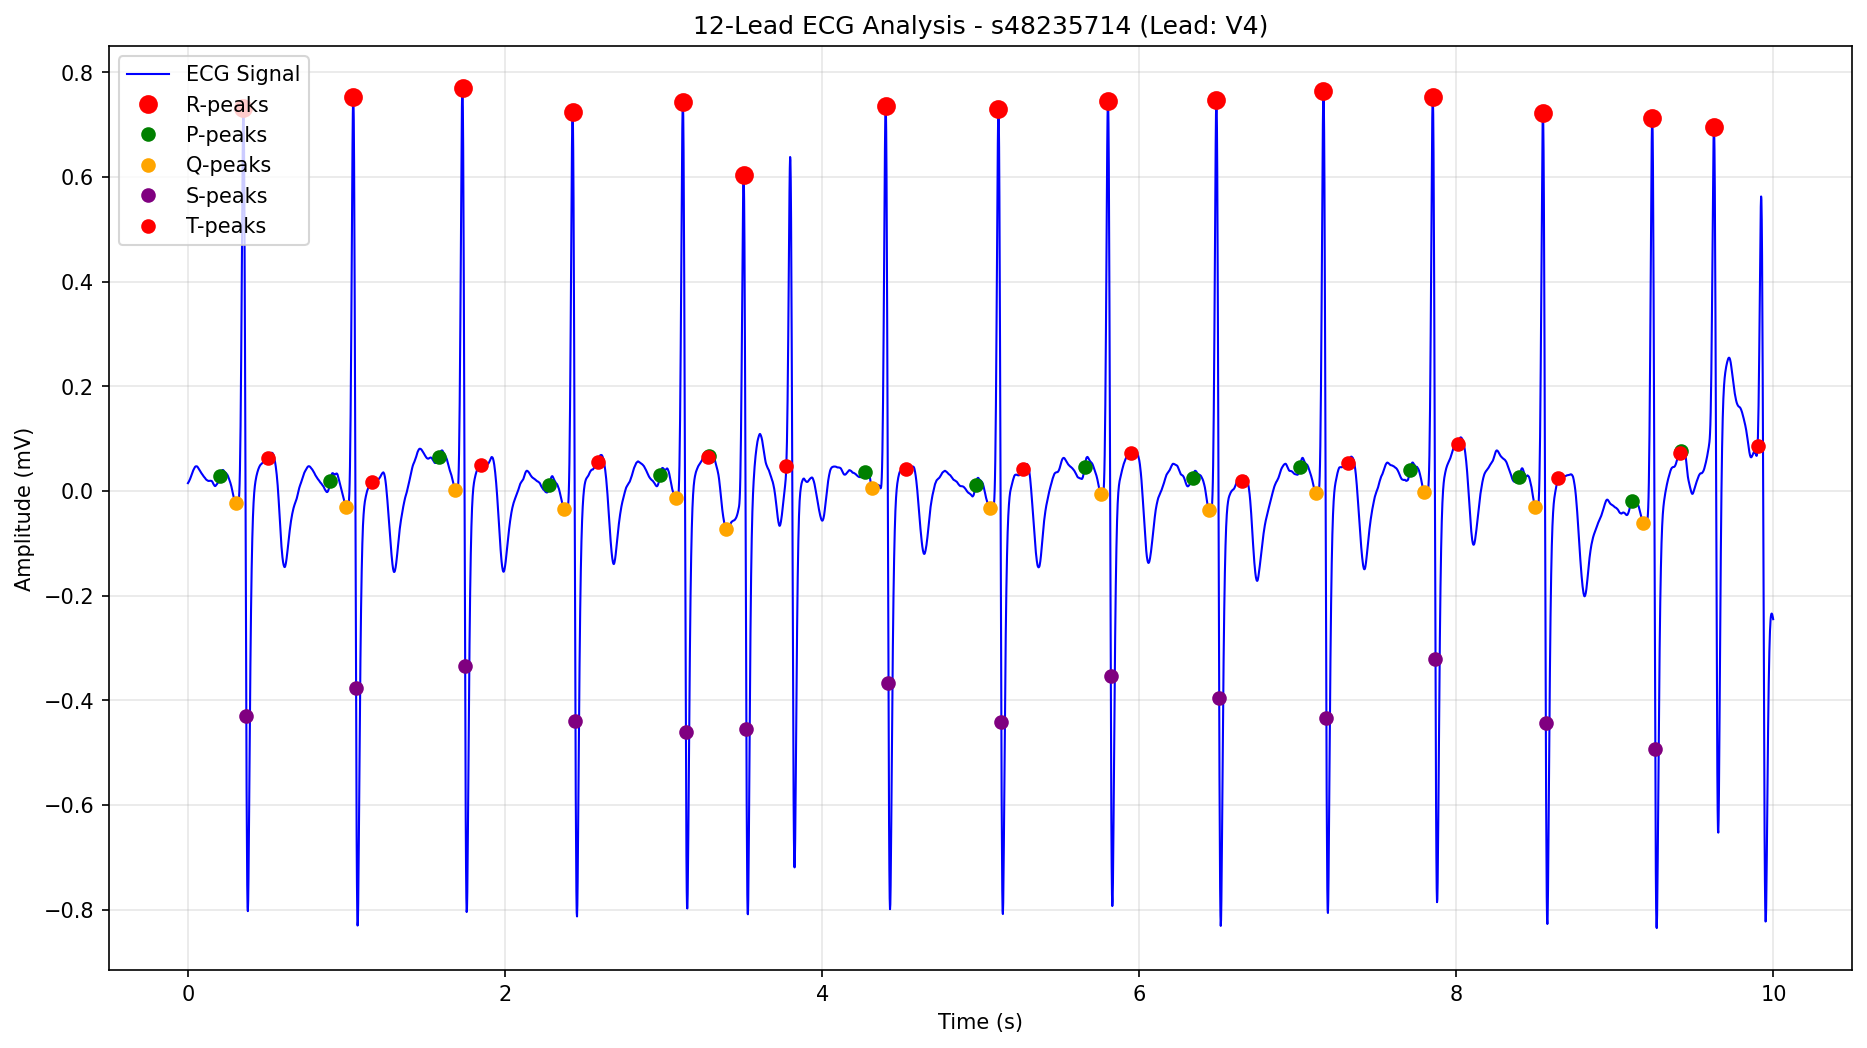 12-Lead ECG Analysis - s48235714 (Lead: V4)
ECG Signal
R-peaks
P-peaks
Q-peaks
S-peaks
T-peaks
Amplitude (mV)
0.8
0.6
0.4
0.2
0.0
−0.2
−0.4
−0.6
−0.8
0 2 4 6 8 10
Time (s)